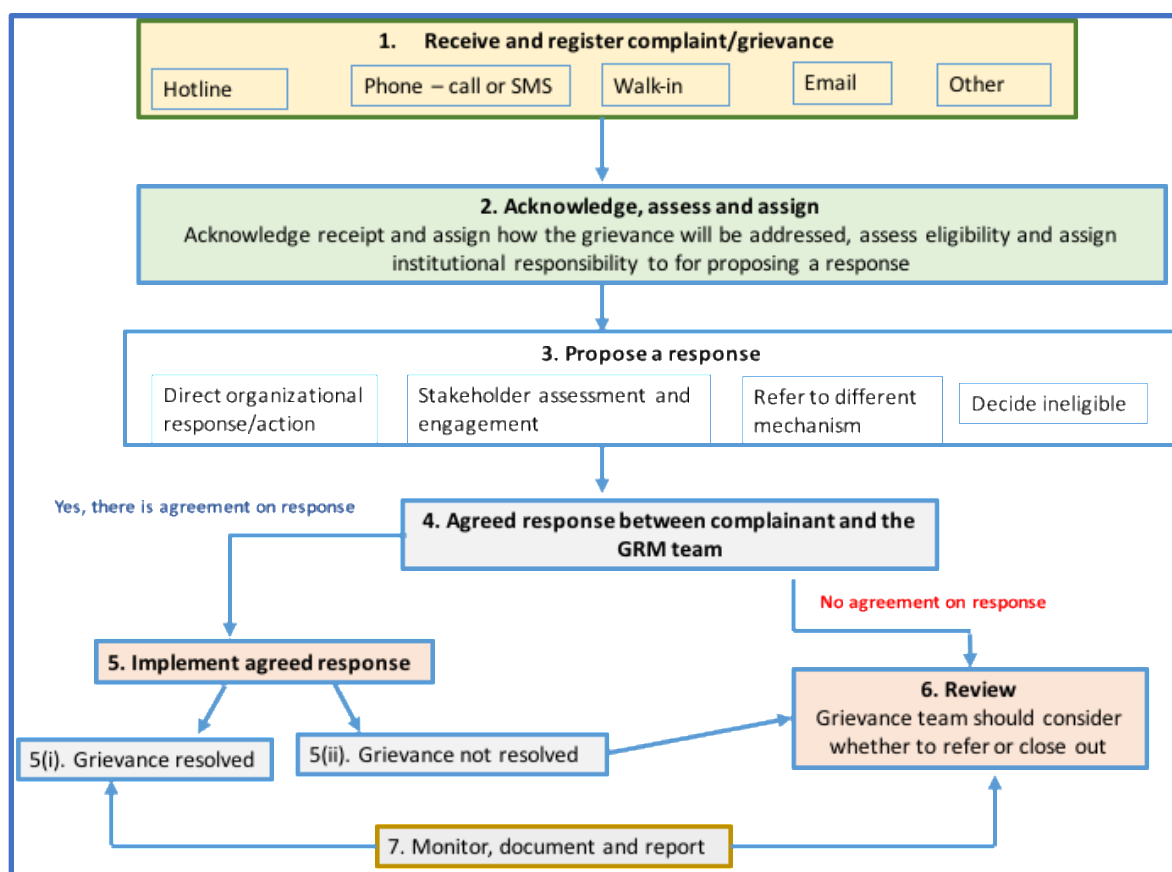 1. Receive and register complaint/grievance
Hotline
Phone – call or SMS
Walk-in
Email
Other
2. Acknowledge, assess and assign
Acknowledge receipt and assign how the grievance will be addressed, assess eligibility and assign
institutional responsibility to for proposing a response
3. Propose a response
Direct organizational
response/action
Stakeholder assessment and
engagement
Refer to different
mechanism
Decide ineligible
Yes, there is agreement on response
4. Agreed response between complainant and the
GRM team
No agreement on response
5. Implement agreed response
6. Review
Grievance team should consider
whether to refer or close out
5(i). Grievance resolved
5(ii). Grievance not resolved
7. Monitor, document and report